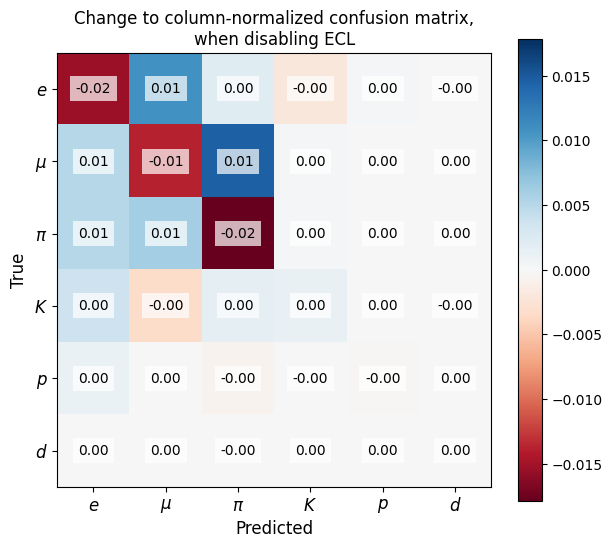 Change to column-normalized confusion matrix,
when disabling ECL
e -0.02 0.01 0.00 -0.00 0.00 -0.00
μ 0.01 -0.01 0.01 0.00 0.00 0.00
π 0.01 0.01 -0.02 0.00 0.00 0.00
K 0.00 -0.00 0.00 0.00 0.00 -0.00
p 0.00 0.00 -0.00 -0.00 -0.00 0.00
d 0.00 0.00 -0.00 0.00 0.00 0.00
True
e μ π K p d
Predicted
0.015
0.010
0.005
0.000
−0.005
−0.010
−0.015